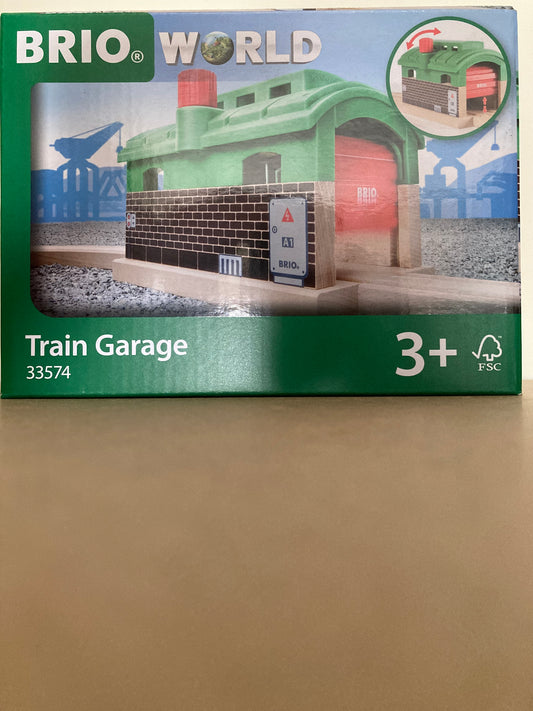 BRIO® WORLD
BRIO
A1
BRIO®
Train Garage
33574
3+
FSC